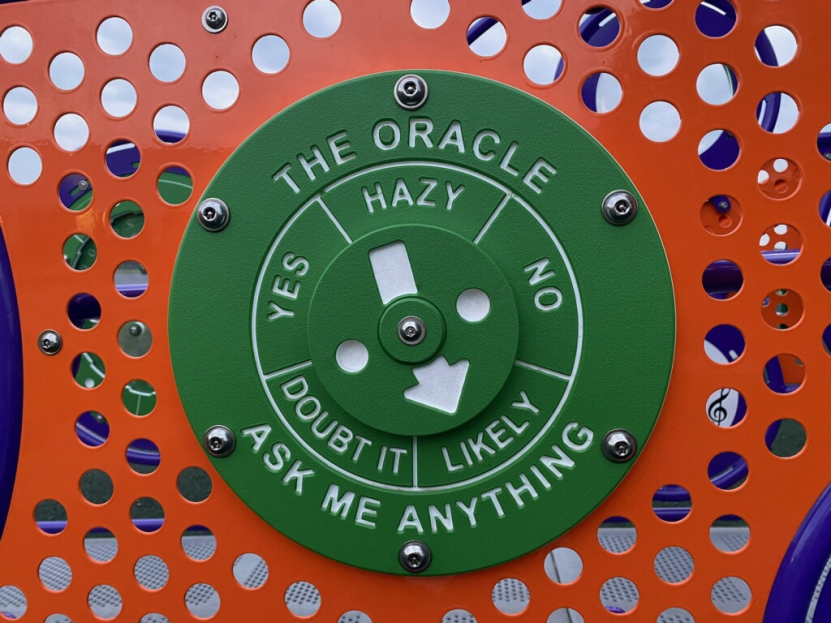 THE ORACLE
HAZY
YES
NO
DOUBT IT
LIKELY
ASK ME ANYTHING